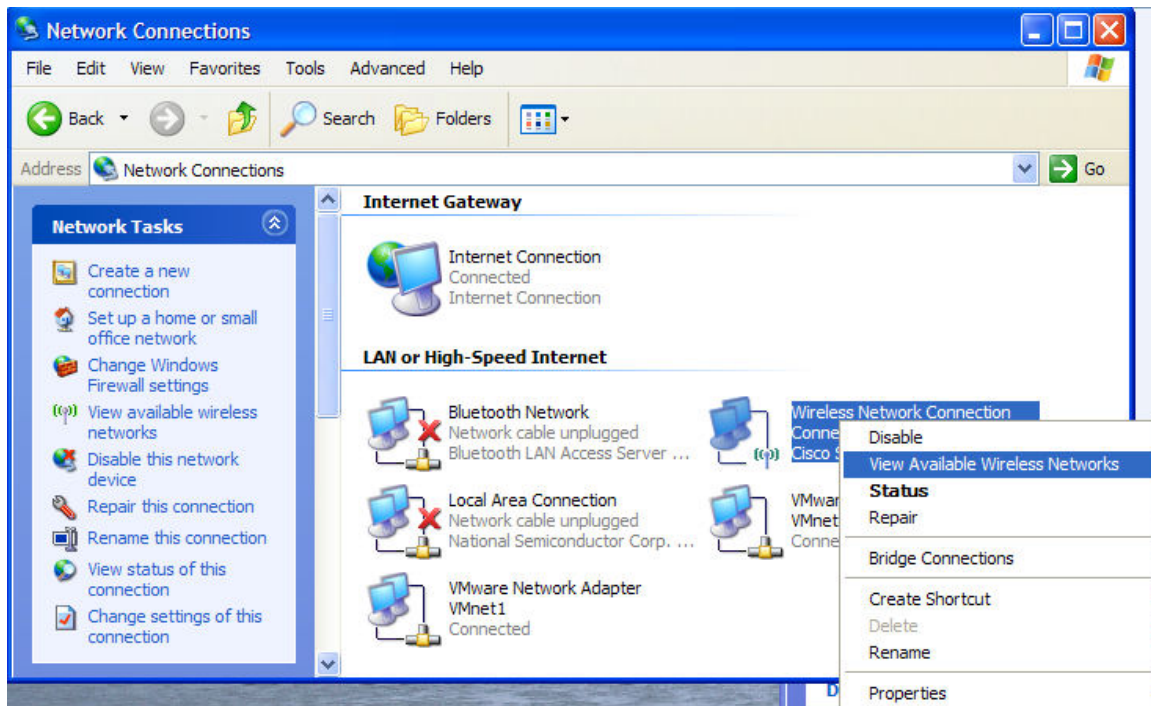 Network Connections
File Edit View Favorites Tools Advanced Help
Back Search Folders
Address Network Connections Go
Network Tasks
Create a new
connection
Set up a home or small
office network
Change Windows
Firewall settings
View available wireless
networks
Disable this network
device
Repair this connection
Rename this connection
View status of this
connection
Change settings of this
connection
Internet Gateway
Internet Connection
Connected
Internet Connection
LAN or High-Speed Internet
Bluetooth Network
Network cable unplugged
Bluetooth LAN Access Server ...
Wireless Network Connection
Conne
Cisco S
Local Area Connection
Network cable unplugged
National Semiconductor Corp. ...
VMwar
VMnet
Conne
VMware Network Adapter
VMnet1
Connected
Disable
View Available Wireless Networks
Status
Repair
Bridge Connections
Create Shortcut
Delete
Rename
Properties
D